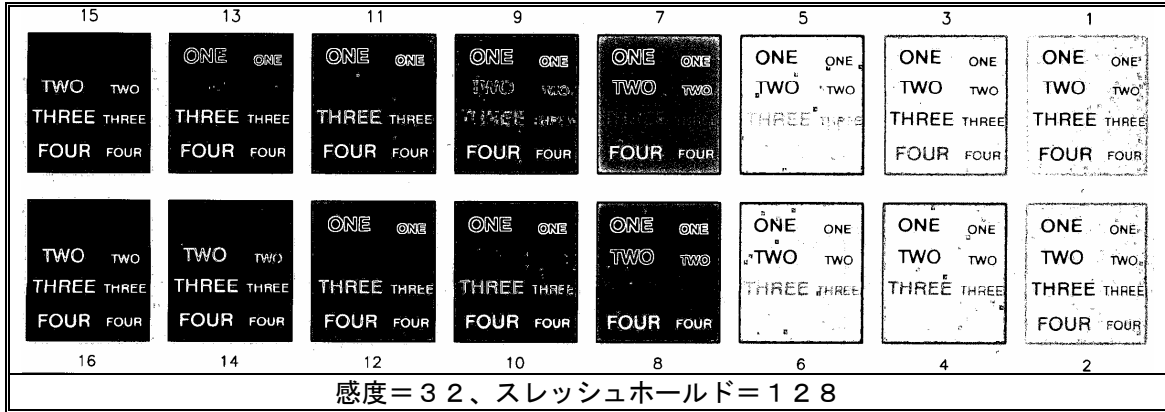 15 13 11 9 7 5 3 1
ONE ONE ONE ONE ONE ONE ONE ONE ONE ONE ONE ONE
TWO TWO TWO TWO TWO TWO TWO TWO TWO TWO TWO TWO
THREE THREE THREE THREE THREE THREE THREE THREE THREE THREE THREE
FOUR FOUR FOUR FOUR FOUR FOUR FOUR FOUR FOUR FOUR FOUR FOUR FOUR FOUR
ONE ONE ONE ONE ONE ONE ONE ONE ONE ONE ONE ONE
TWO TWO TWO TWO TWO TWO TWO TWO TWO TWO TWO TWO
THREE THREE THREE THREE THREE THREE THREE THREE THREE THREE THREE THREE THREE THREE
FOUR FOUR FOUR FOUR FOUR FOUR FOUR FOUR FOUR FOUR FOUR FOUR
16 14 12 10 8 6 4 2
感度=32、スレッシュホールド=128